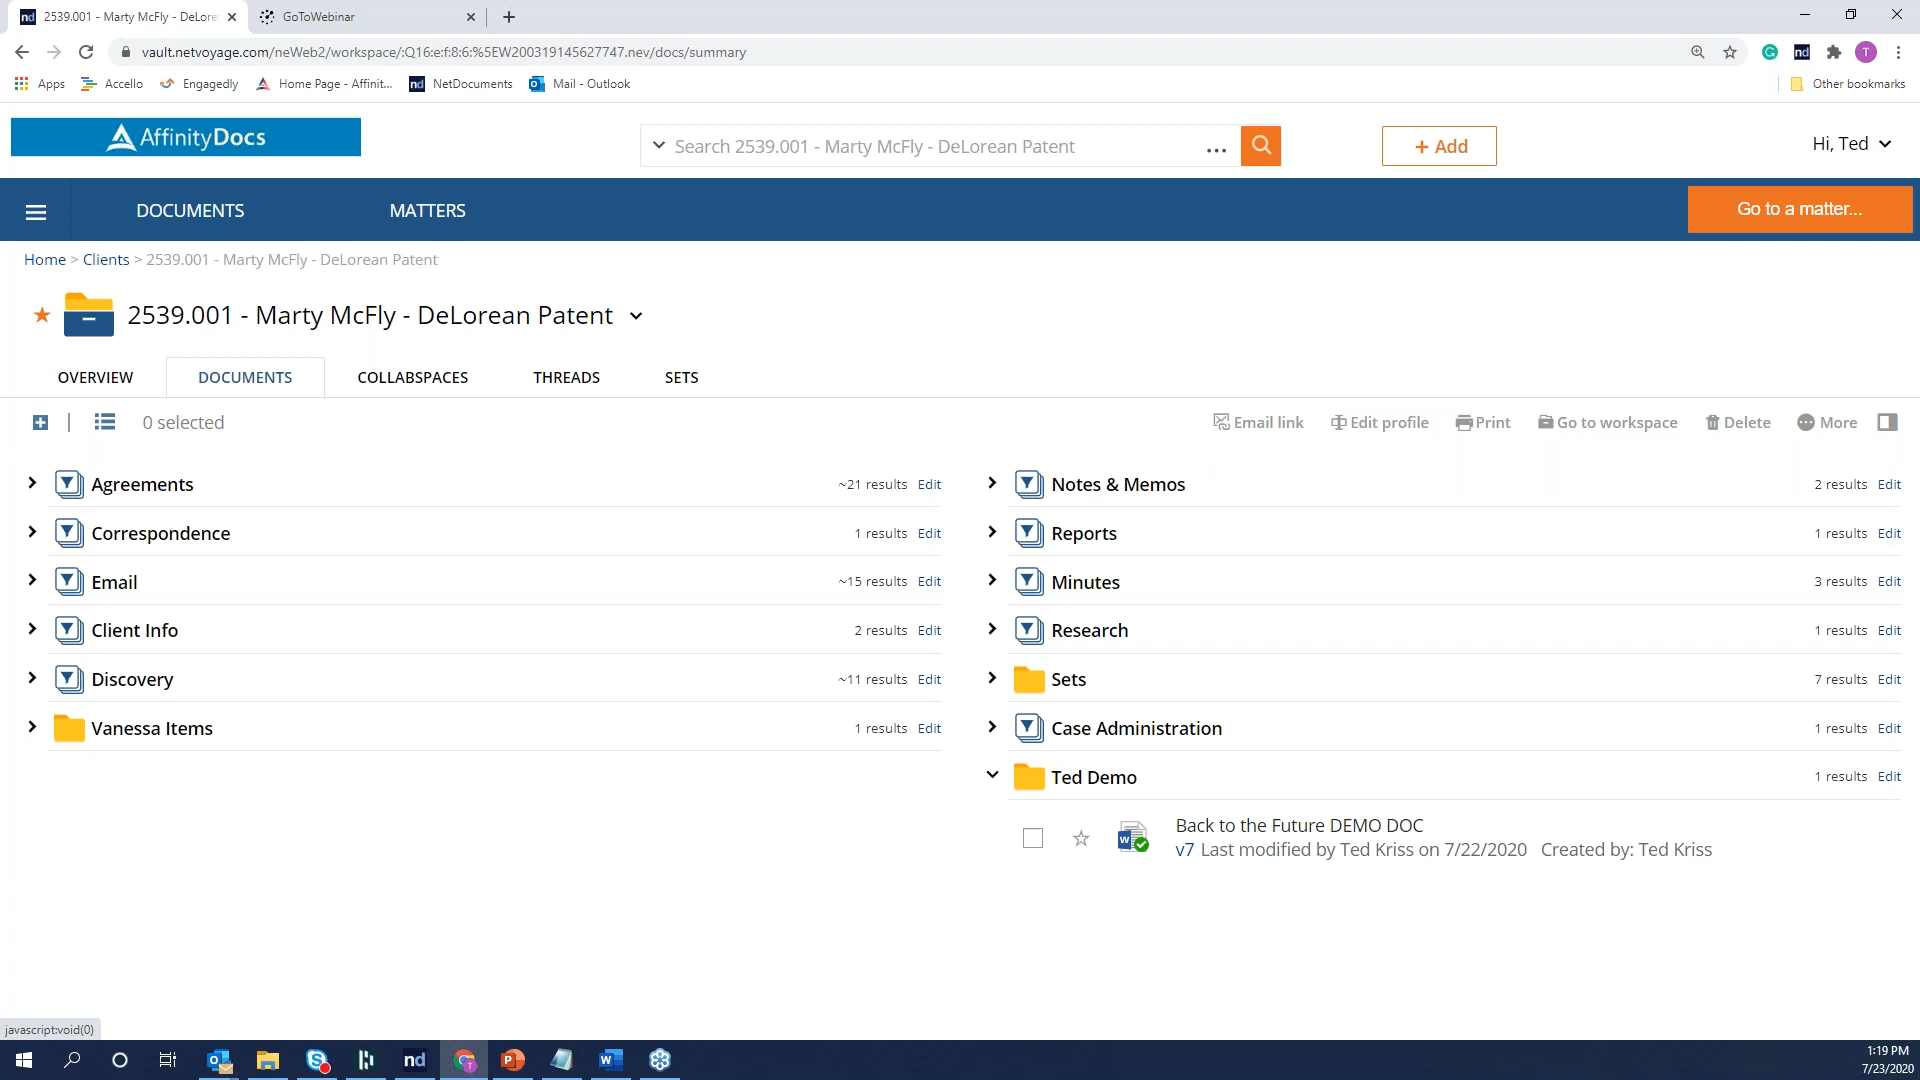 2539.001 - Marty McFly - DeLore
GoToWebinar
vault.netvoyage.com/neWeb2/workspace/:Q16:e:f:8:6:%5EW200319145627747.nev/docs/summary
nd
T
Apps
Accello
Engagedly
Home Page - Affinit...
nd
NetDocuments
Mail - Outlook
Other bookmarks
AffinityDocs
Search 2539.001 - Marty McFly - DeLorean Patent
...
+ Add
Hi, Ted
DOCUMENTS
MATTERS
Go to a matter...
Home > Clients > 2539.001 - Marty McFly - DeLorean Patent
2539.001 - Marty McFly - DeLorean Patent
OVERVIEW
DOCUMENTS
COLLABSPACES
THREADS
SETS
0 selected
Email link
Edit profile
Print
Go to workspace
Delete
More
Agreements
~21 results Edit
Correspondence
1 results Edit
Email
~15 results Edit
Client Info
2 results Edit
Discovery
~11 results Edit
Vanessa Items
1 results Edit
Notes & Memos
2 results Edit
Reports
1 results Edit
Minutes
3 results Edit
Research
1 results Edit
Sets
7 results Edit
Case Administration
1 results Edit
Ted Demo
1 results Edit
Back to the Future DEMO DOC
v7 Last modified by Ted Kriss on 7/22/2020 Created by: Ted Kriss
javascript:void(0)
nd
1:19 PM
7/23/2020